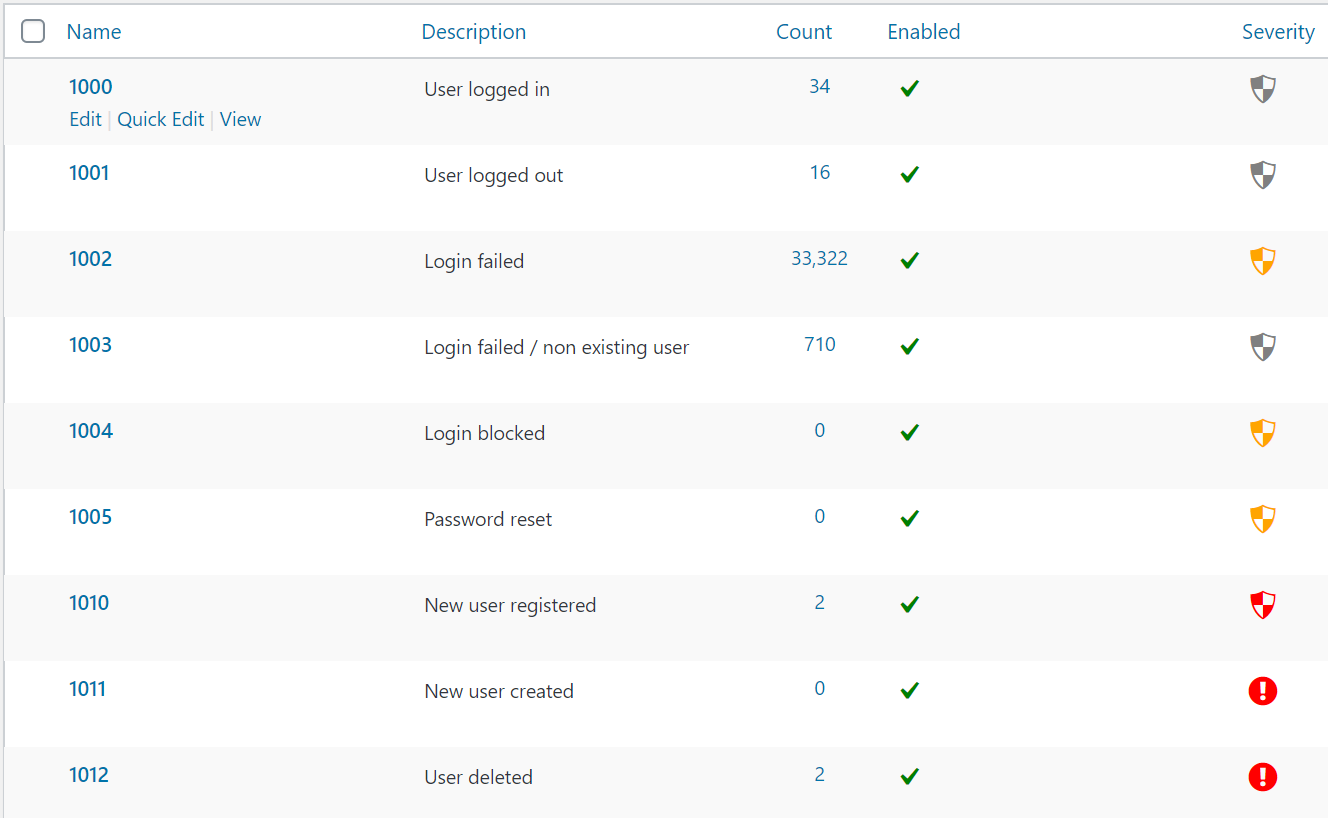 Name Description Count Enabled Severity
1000 User logged in 34
Edit | Quick Edit | View
1001 User logged out 16
1002 Login failed 33,322
1003 Login failed / non existing user 710
1004 Login blocked 0
1005 Password reset 0
1010 New user registered 2
1011 New user created 0
1012 User deleted 2